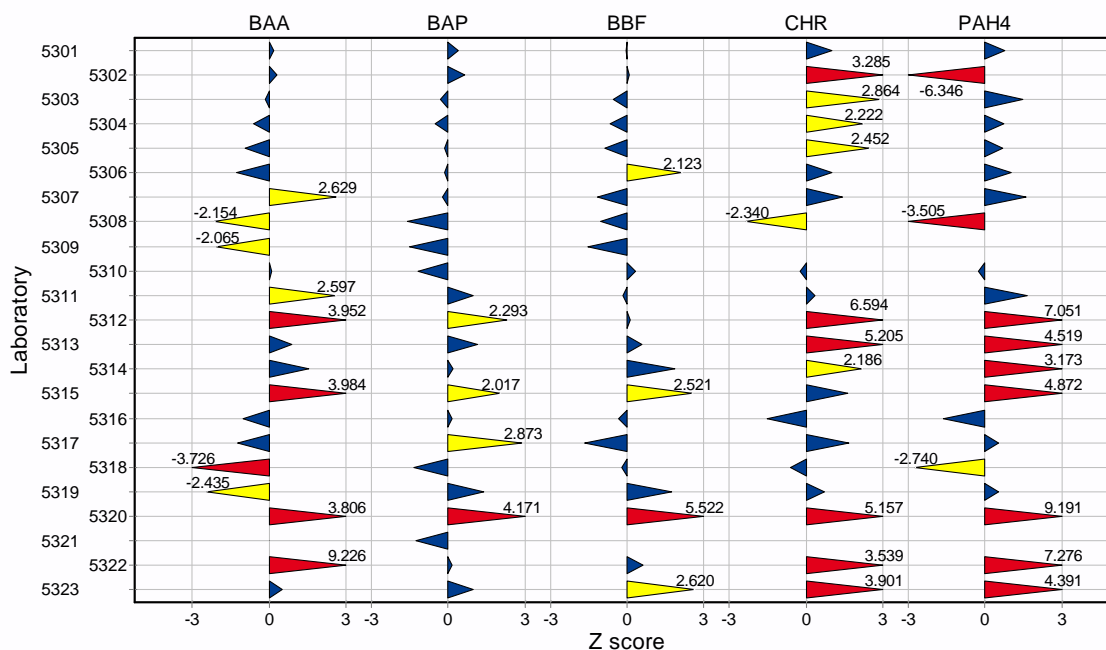 BAA BAP BBF CHR PAH4
5301
5302 3.285 -6.346
5303 2.864
5304 2.222
5305 2.452
5306 2.123
5307 2.629
5308 -2.154 -2.340 -3.505
5309 -2.065
5310
5311 2.597
5312 3.952 2.293 6.594 7.051
5313 5.205 4.519
5314 2.186 3.173
5315 3.984 2.017 2.521 4.872
5316
5317 2.873
5318 -3.726 -2.740
5319 -2.435
5320 3.806 4.171 5.522 5.157 9.191
5321
5322 9.226 3.539 7.276
5323 2.620 3.901 4.391
Laboratory
-3 0 3 -3 0 3 -3 0 3 -3 0 3 -3 0 3
Z score